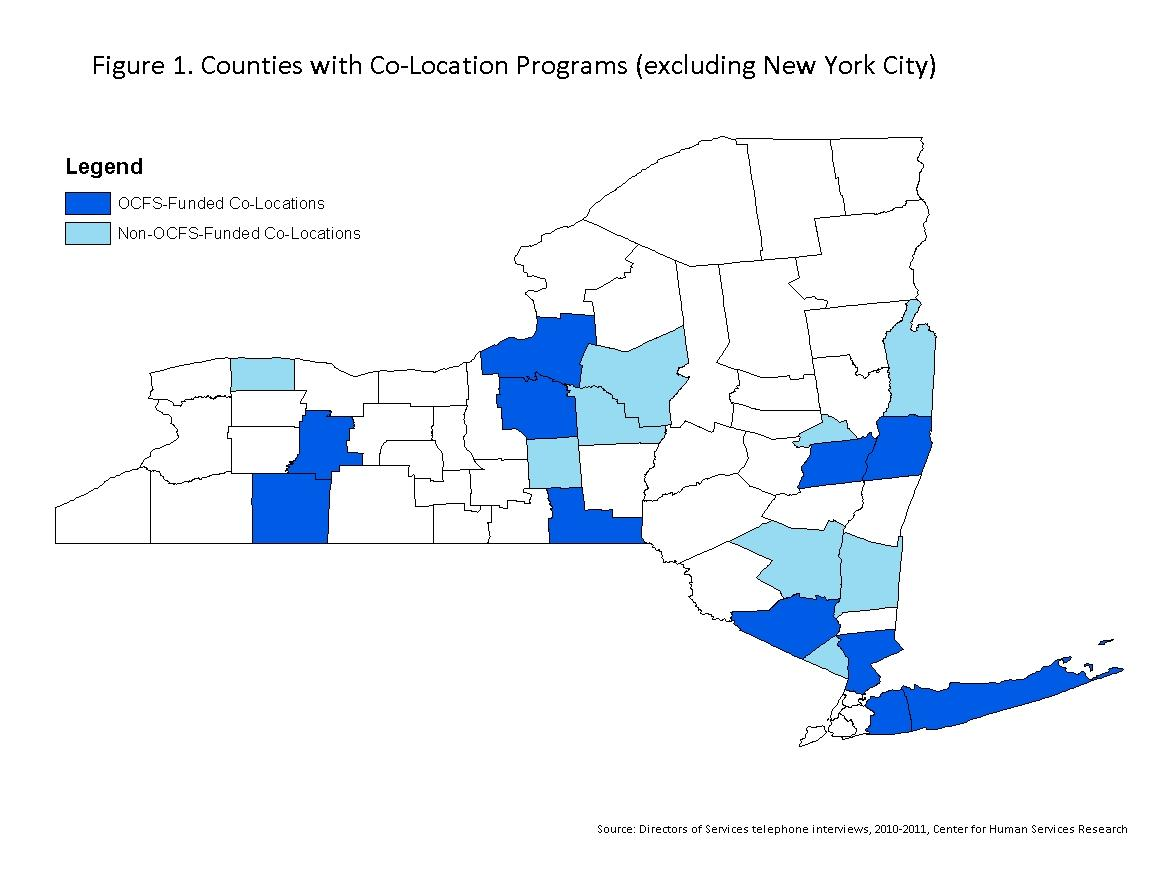 Figure 1. Counties with Co-Location Programs (excluding New York City)
Legend
OCFS-Funded Co-Locations
Non-OCFS-Funded Co-Locations
Source: Directors of Services telephone interviews, 2010-2011, Center for Human Services Research